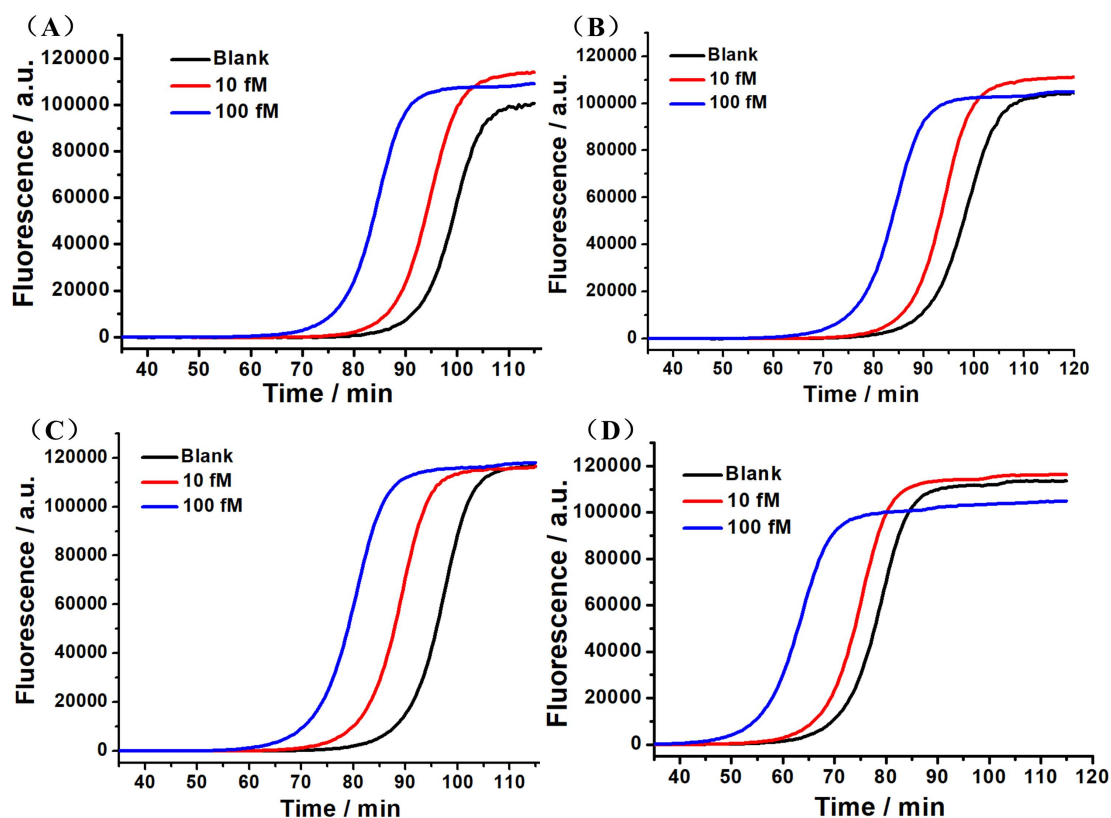 （A）
Blank
10 fM
100 fM
120000
100000
80000
60000
40000
20000
0
Fluorescence / a.u.
40 50 60 70 80 90 100 110
Time / min
（B）
Blank
10 fM
100 fM
120000
100000
80000
60000
40000
20000
0
Fluorescence / a.u.
40 50 60 70 80 90 100 110 120
Time / min
（C）
Blank
10 fM
100 fM
120000
100000
80000
60000
40000
20000
0
Fluorescence / a.u.
40 50 60 70 80 90 100 110
Time / min
（D）
Blank
10 fM
100 fM
120000
100000
80000
60000
40000
20000
0
Fluorescence / a.u.
40 50 60 70 80 90 100 110 120
Time / min